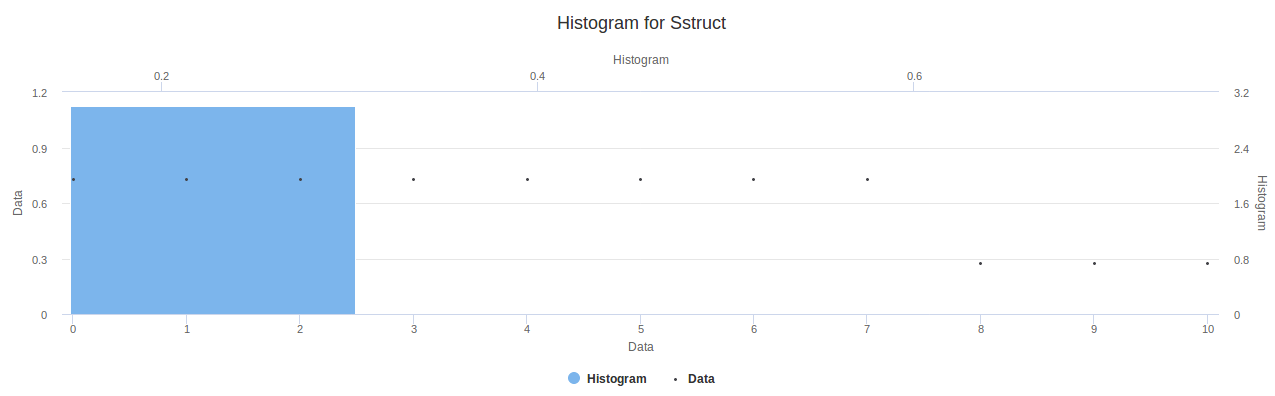 Histogram for Sstruct
Histogram
0.2 0.4 0.6
1.2 3.2
0.9 2.4
0.6 1.6
0.3 0.8
0 0
Data
Histogram
0 1 2 3 4 5 6 7 8 9 10
Data
Histogram Data